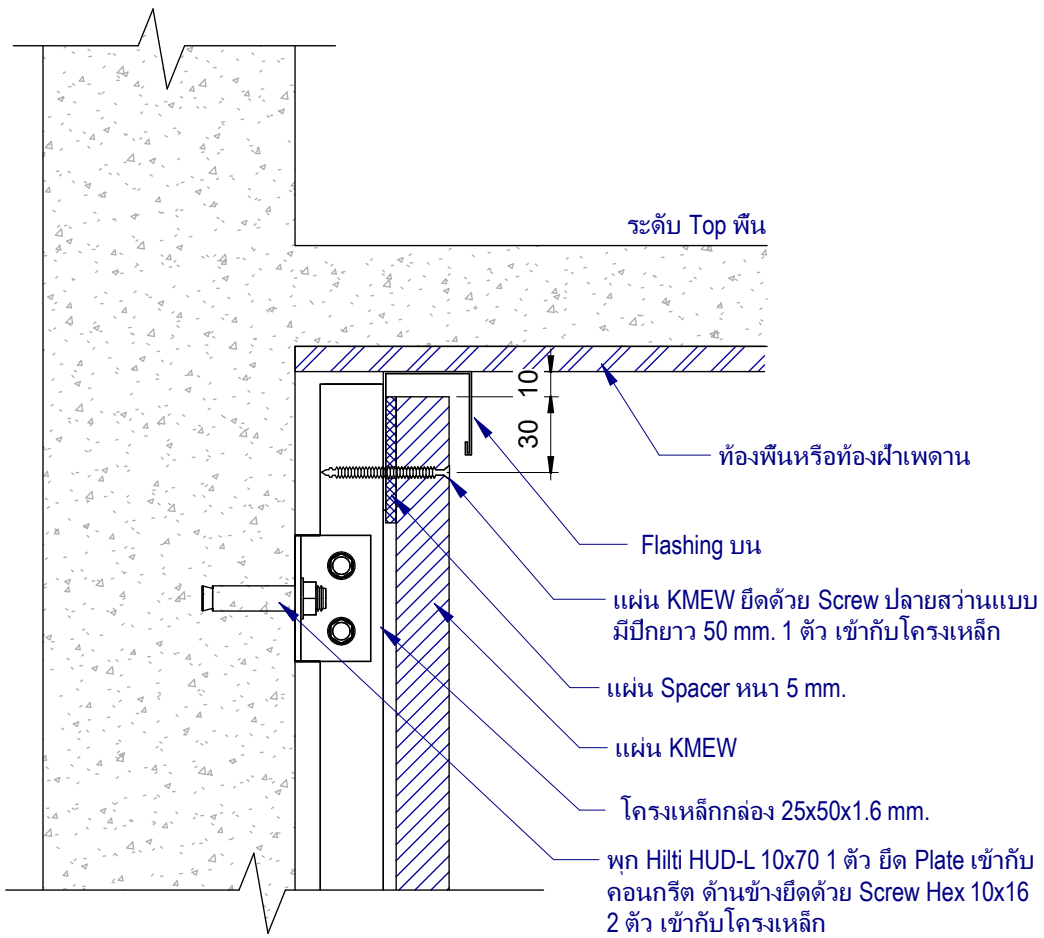 ระดับ Top พื้น
10
30
ท้องพื้นหรือท้องฝ้าเพดาน
Flashing บน
แผ่น KMEW ยึดด้วย Screw ปลายสว่านแบบ
มีปีกยาว 50 mm. 1 ตัว เข้ากับโครงเหล็ก
แผ่น Spacer หนา 5 mm.
แผ่น KMEW
โครงเหล็กกล่อง 25x50x1.6 mm.
พุก Hilti HUD-L 10x70 1 ตัว ยึด Plate เข้ากับ
คอนกรีต ด้านข้างยึดด้วย Screw Hex 10x16
2 ตัว เข้ากับโครงเหล็ก